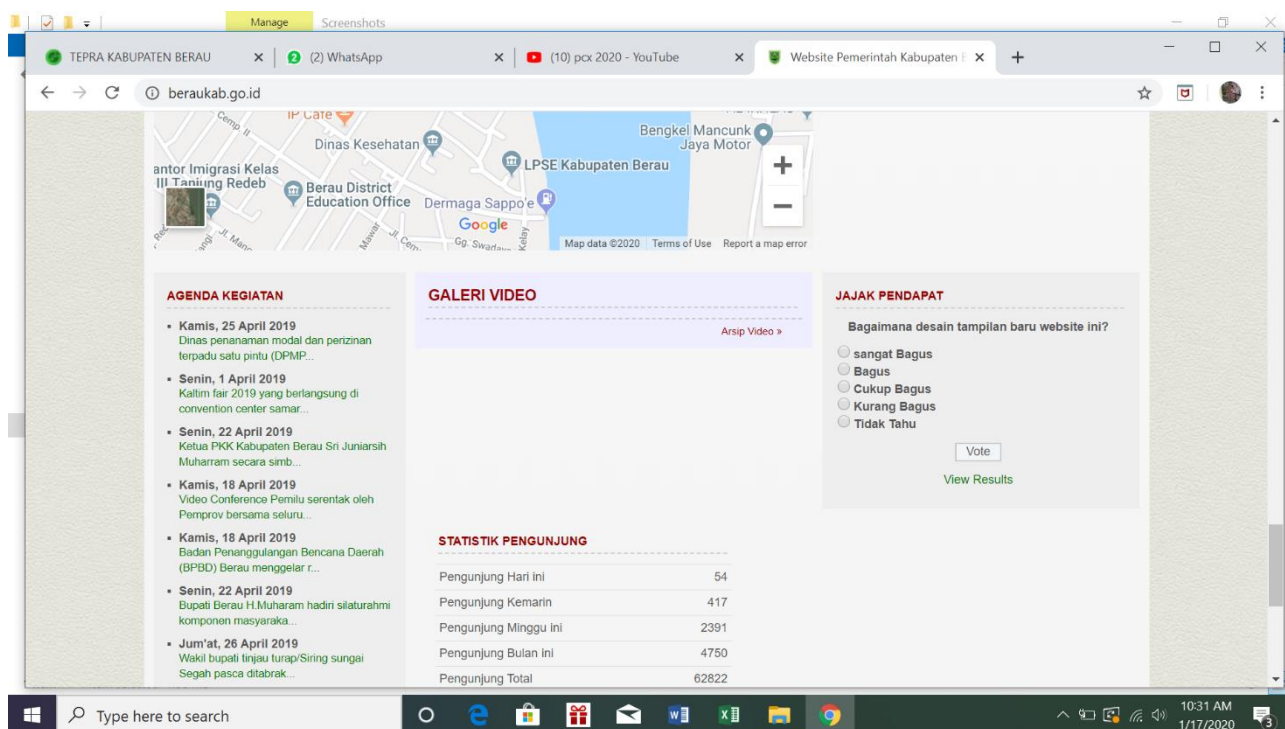 Manage
Screenshots
TEPRA KABUPATEN BERAU
(2) WhatsApp
(10) pcx 2020 - YouTube
Website Pemerintah Kabupaten
beraukab.go.id
IP Cafe
Dinas Kesehatan
Bengkel Mancunk
Jaya Motor
antor Imigrasi Kelas
III Tanjung Redeb
LPSE Kabupaten Berau
Berau District
Education Office
Dermaga Sappo'e
Google
Map data ©2020 Terms of Use Report a map error
AGENDA KEGIATAN
Kamis, 25 April 2019
Dinas penanaman modal dan perizinan
terpadu satu pintu (DPMP...
Senin, 1 April 2019
Kaltim fair 2019 yang berlangsung di
convention center samar...
Senin, 22 April 2019
Ketua PKK Kabupaten Berau Sri Juniarsih
Muharram secara simb...
Kamis, 18 April 2019
Video Conference Pemilu serentak oleh
Pemprov bersama seluru...
Kamis, 18 April 2019
Badan Penanggulangan Bencana Daerah
(BPBD) Berau menggelar r...
Senin, 22 April 2019
Bupati Berau H.Muharam hadiri silaturahmi
komponen masyaraka...
Jum'at, 26 April 2019
Wakil bupati tinjau turap/Siring sungai
Segah pasca ditabrak...
GALERI VIDEO
Arsip Video »
STATISTIK PENGUNJUNG
Pengunjung Hari ini 54
Pengunjung Kemarin 417
Pengunjung Minggu ini 2391
Pengunjung Bulan ini 4750
Pengunjung Total 62822
JAJAK PENDAPAT
Bagaimana desain tampilan baru website ini?
sangat Bagus
Bagus
Cukup Bagus
Kurang Bagus
Tidak Tahu
Vote
View Results
Type here to search
10:31 AM
1/17/2020